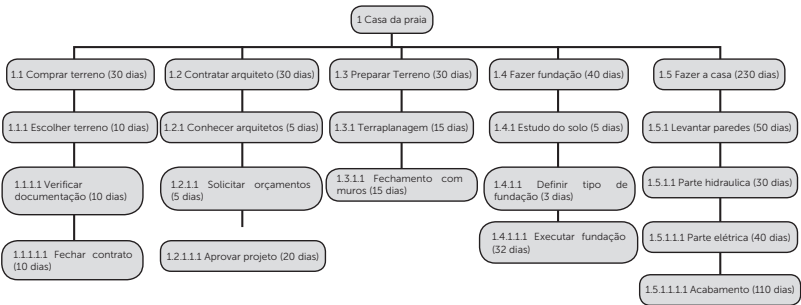 1 Casa da praia
1.1 Comprar terreno (30 dias)
1.2 Contratar arquiteto (30 dias)
1.3 Preparar Terreno (30 dias)
1.4 Fazer fundação (40 dias)
1.5 Fazer a casa (230 dias)
1.1.1 Escolher terreno (10 dias)
1.2.1 Conhecer arquitetos (5 dias)
1.3.1 Terraplanagem (15 dias)
1.4.1 Estudo do solo (5 dias)
1.5.1 Levantar paredes (50 dias)
1.1.1.1 Verificar
documentação (10 dias)
1.2.1.1 Solicitar orçamentos
(5 dias)
1.3.1.1 Fechamento com
muros (15 dias)
1.4.1.1 Definir tipo de
fundação (3 dias)
1.5.1.1 Parte hidraulica (30 dias)
1.1.1.1.1 Fechar contrato
(10 dias)
1.2.1.1.1 Aprovar projeto (20 dias)
1.4.1.1.1 Executar fundação
(32 dias)
1.5.1.1.1 Parte elétrica (40 dias)
1.5.1.1.1.1 Acabamento (110 dias)